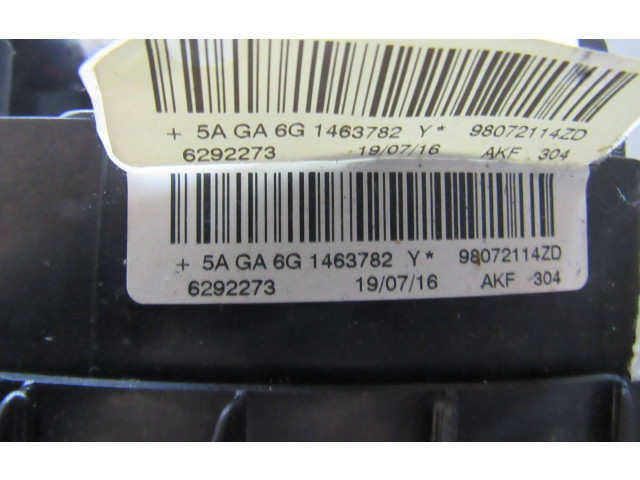 + 5A GA 6G 1463782 Y* 98072114ZD
6292273 19/07/16 AKF 304
+ 5A GA 6G 1463782 Y* 98072114ZD
6292273 19/07/16 AKF 304